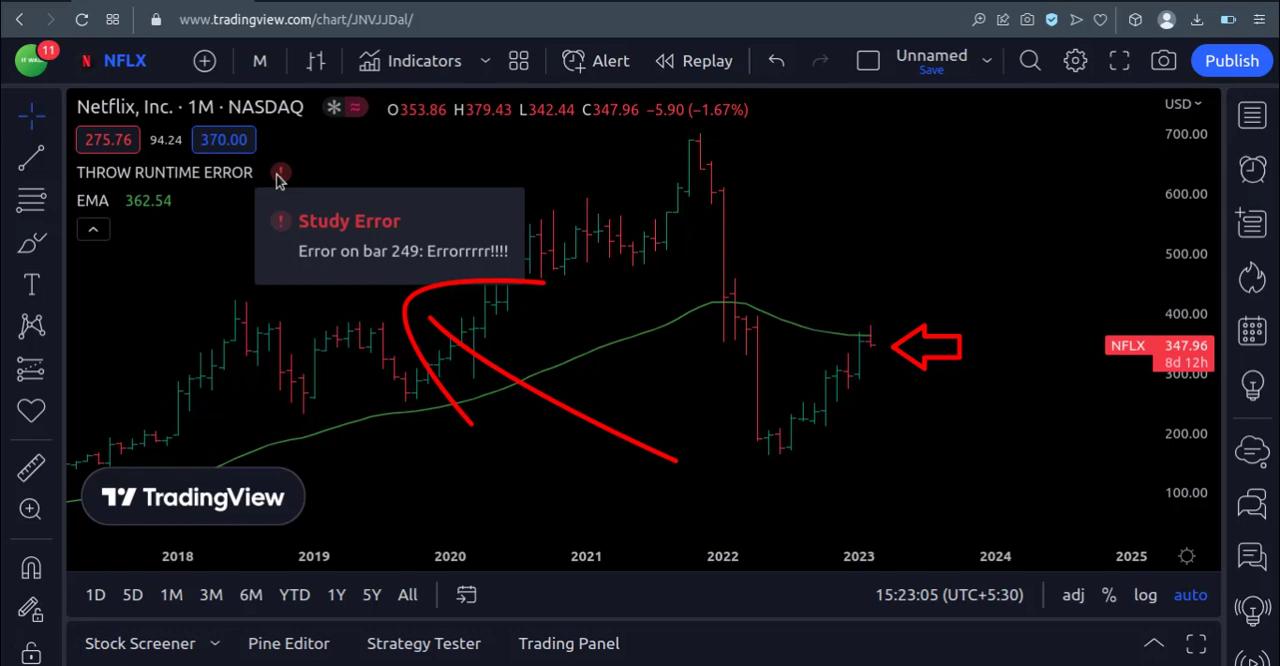 www.tradingview.com/chart/JNVJJDal/
IT WAS
11
N NFLX
M
Indicators
Alert
Replay
Unnamed
Save
Publish
Netflix, Inc. · 1M · NASDAQ
O353.86 H379.43 L342.44 C347.96 −5.90 (−1.67%)
USD
275.76 94.24 370.00
THROW RUNTIME ERROR !
EMA 362.54
! Study Error
Error on bar 249: Errorrrrr!!!!
700.00
600.00
500.00
400.00
NFLX 347.96
8d 12h
300.00
200.00
100.00
TradingView
2018 2019 2020 2021 2022 2023 2024 2025
1D 5D 1M 3M 6M YTD 1Y 5Y All
15:23:05 (UTC+5:30)
adj % log auto
Stock Screener Pine Editor Strategy Tester Trading Panel